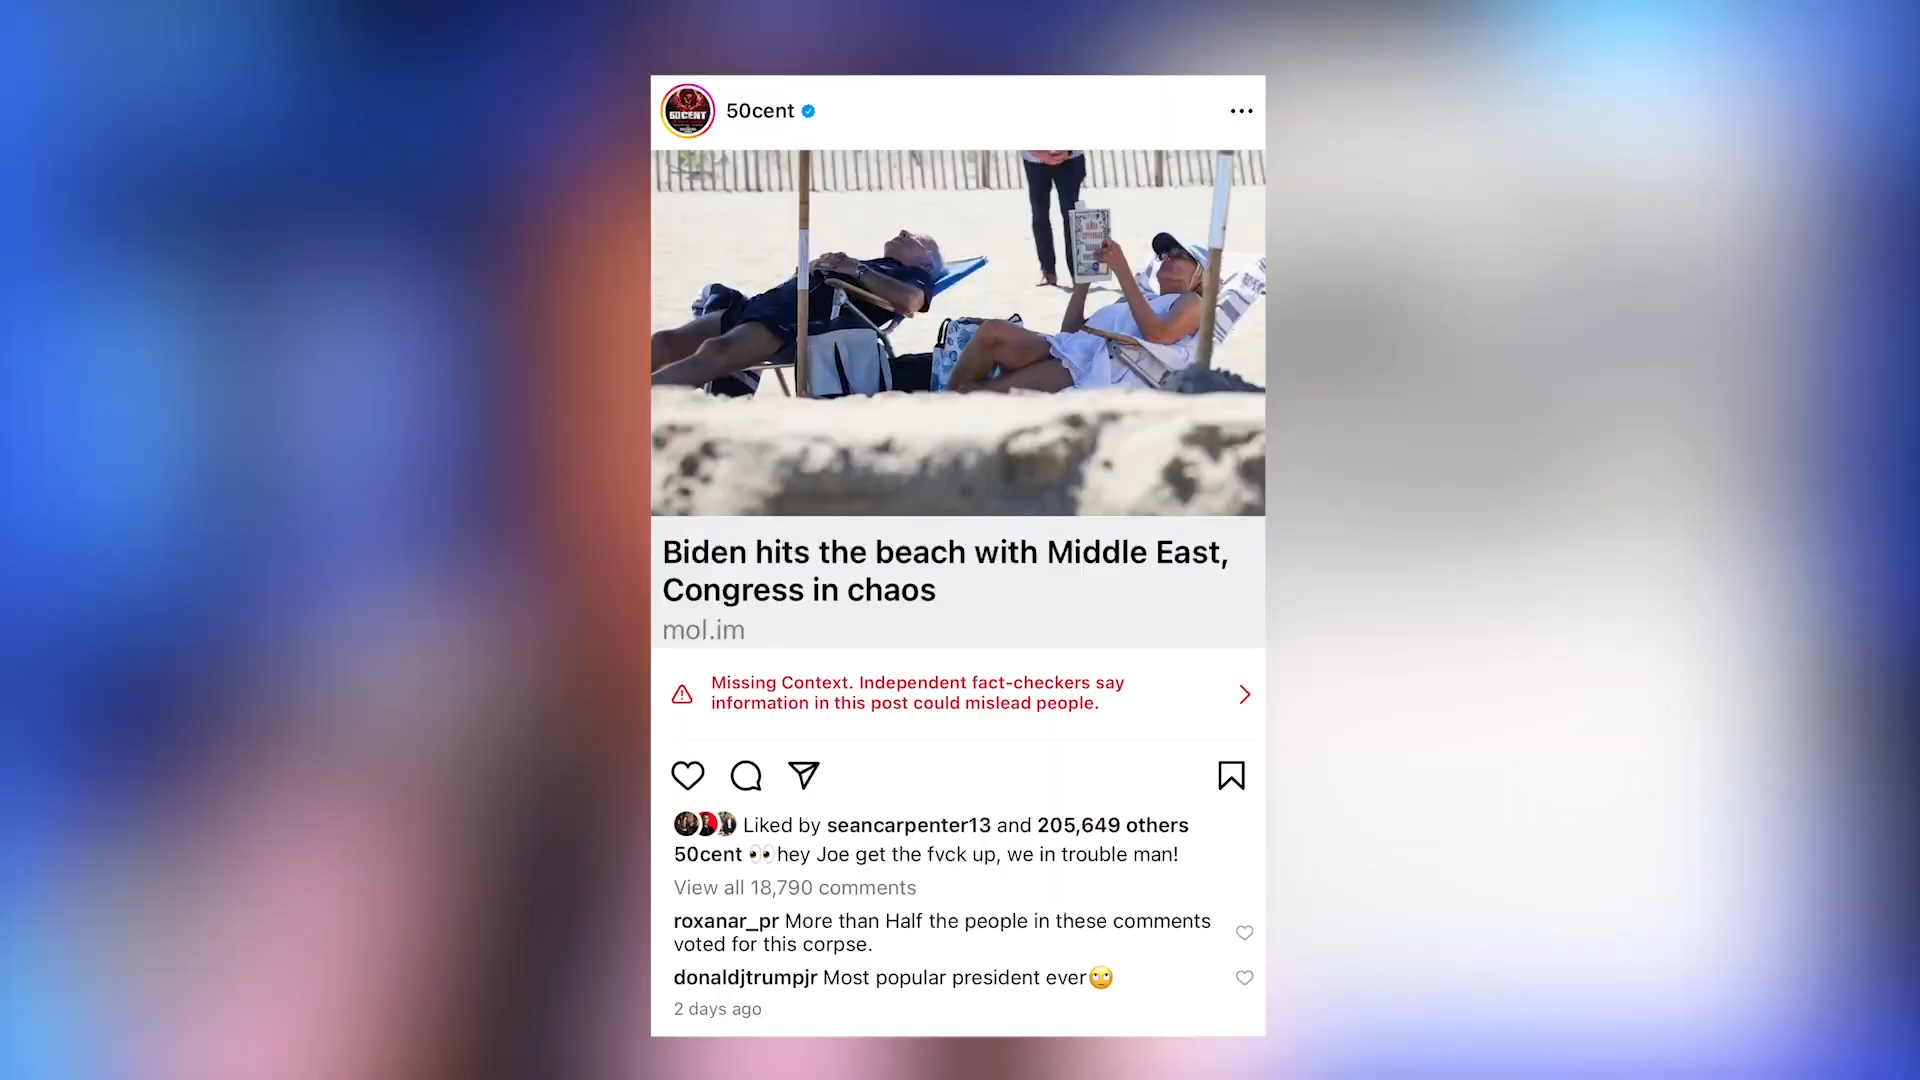 50CENT
50cent
Biden hits the beach with Middle East,
Congress in chaos
mol.im
Missing Context. Independent fact-checkers say
information in this post could mislead people.
Liked by seancarpenter13 and 205,649 others
50cent 👀hey Joe get the fvck up, we in trouble man!
View all 18,790 comments
roxanar_pr More than Half the people in these comments
voted for this corpse.
donaldjtrumpjr Most popular president ever🙄
2 days ago